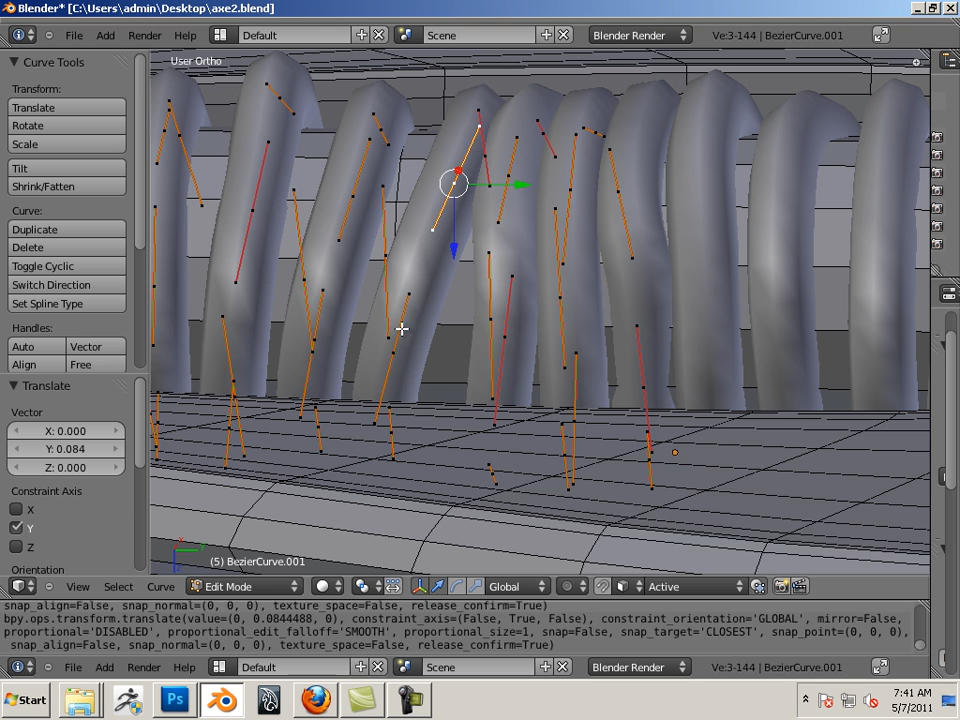 Blender* [C:\Users\admin\Desktop\axe2.blend]
File Add Render Help Default Scene Blender Render Ve:3-144 | BezierCurve.001
Curve Tools
Transform:
Translate
Rotate
Scale
Tilt
Shrink/Fatten
Curve:
Duplicate
Delete
Toggle Cyclic
Switch Direction
Set Spline Type
Handles:
Auto Vector
Align Free
Translate
Vector
X: 0.000
Y: 0.084
Z: 0.000
Constraint Axis
X
Y
Z
Orientation
User Ortho
(5) BezierCurve.001
View Select Curve Edit Mode Global Active
snap_align=False, snap_normal=(0, 0, 0), texture_space=False, release_confirm=True)
bpy.ops.transform.translate(value=(0, 0.0844488, 0), constraint_axis=(False, True, False), constraint_orientation='GLOBAL', mirror=False,
proportional='DISABLED', proportional_edit_falloff='SMOOTH', proportional_size=1, snap=False, snap_target='CLOSEST', snap_point=(0, 0, 0),
snap_align=False, snap_normal=(0, 0, 0), texture_space=False, release_confirm=True)
File Add Render Help Default Scene Blender Render Ve:3-144 | BezierCurve.001
Start
Ps
7:41 AM
5/7/2011